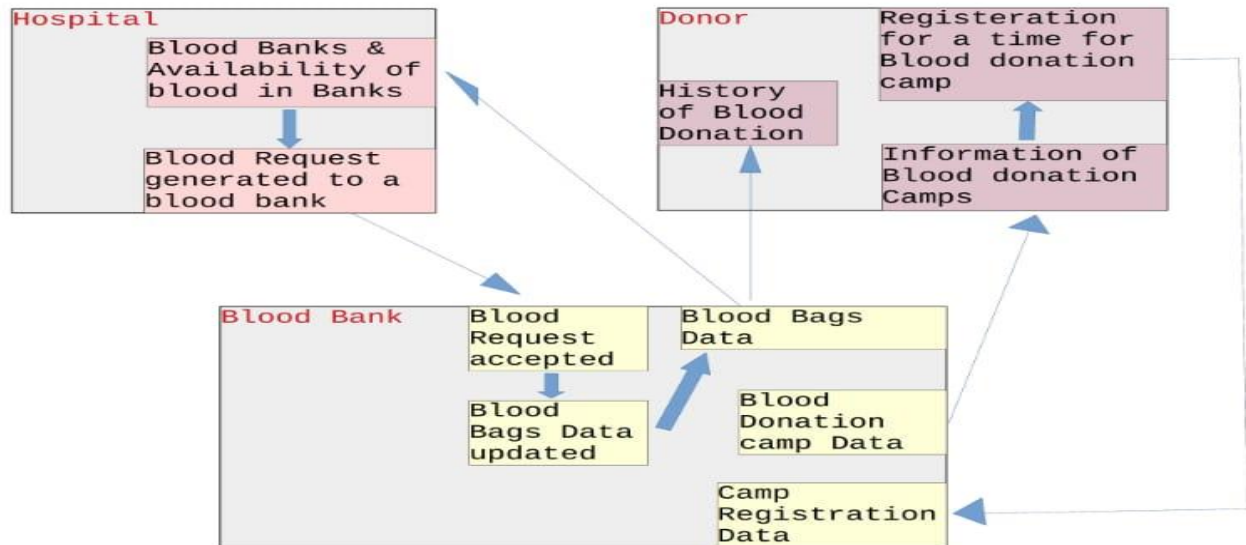 Hospital
Blood Banks &
Availability of
blood in Banks
Blood Request
generated to a
blood bank
Donor
History
of Blood
Donation
Registeration
for a time for
Blood donation
camp
Information of
Blood donation
Camps
Blood Bank
Blood
Request
accepted
Blood
Bags Data
updated
Blood Bags
Data
Blood
Donation
camp Data
Camp
Registration
Data